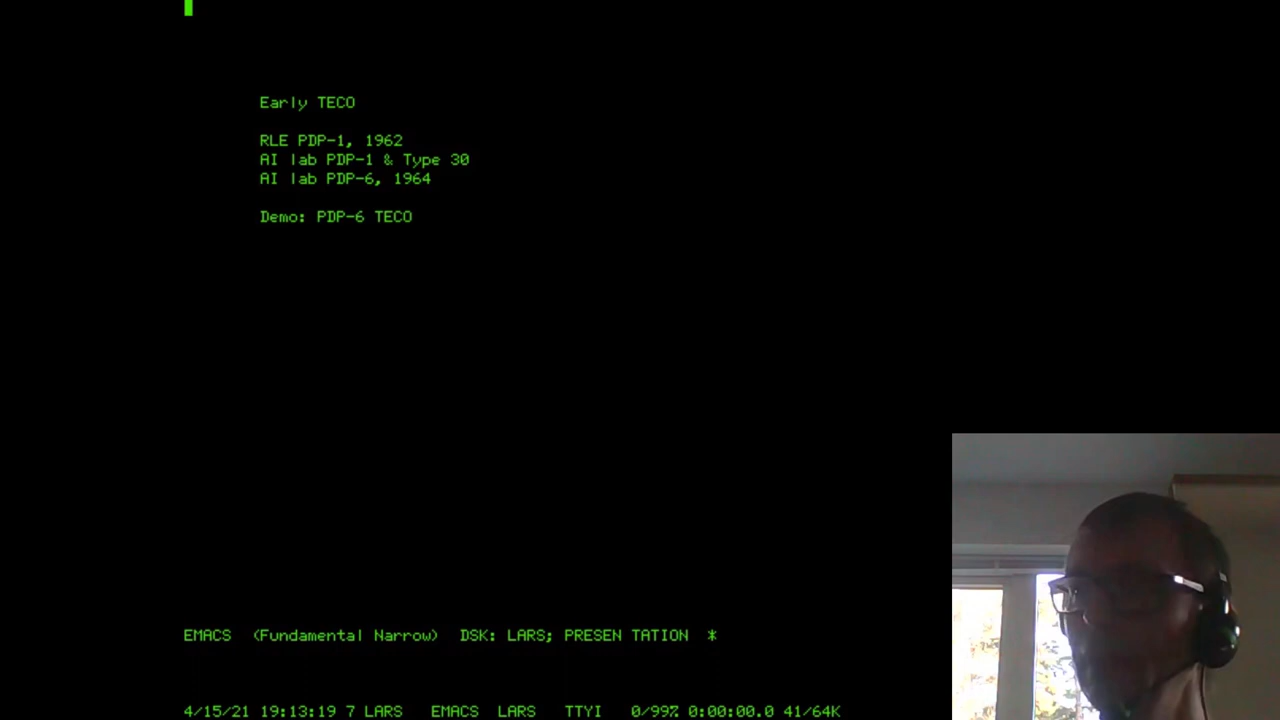 Early TECO
RLE PDP-1, 1962
AI lab PDP-1 & Type 30
AI lab PDP-6, 1964
Demo: PDP-6 TECO
EMACS (Fundamental Narrow) DSK: LARS; PRESEN TATION *
4/15/21 19:13:19 7 LARS EMACS LARS TTYI 0/99% 0:00:00.0 41/64K